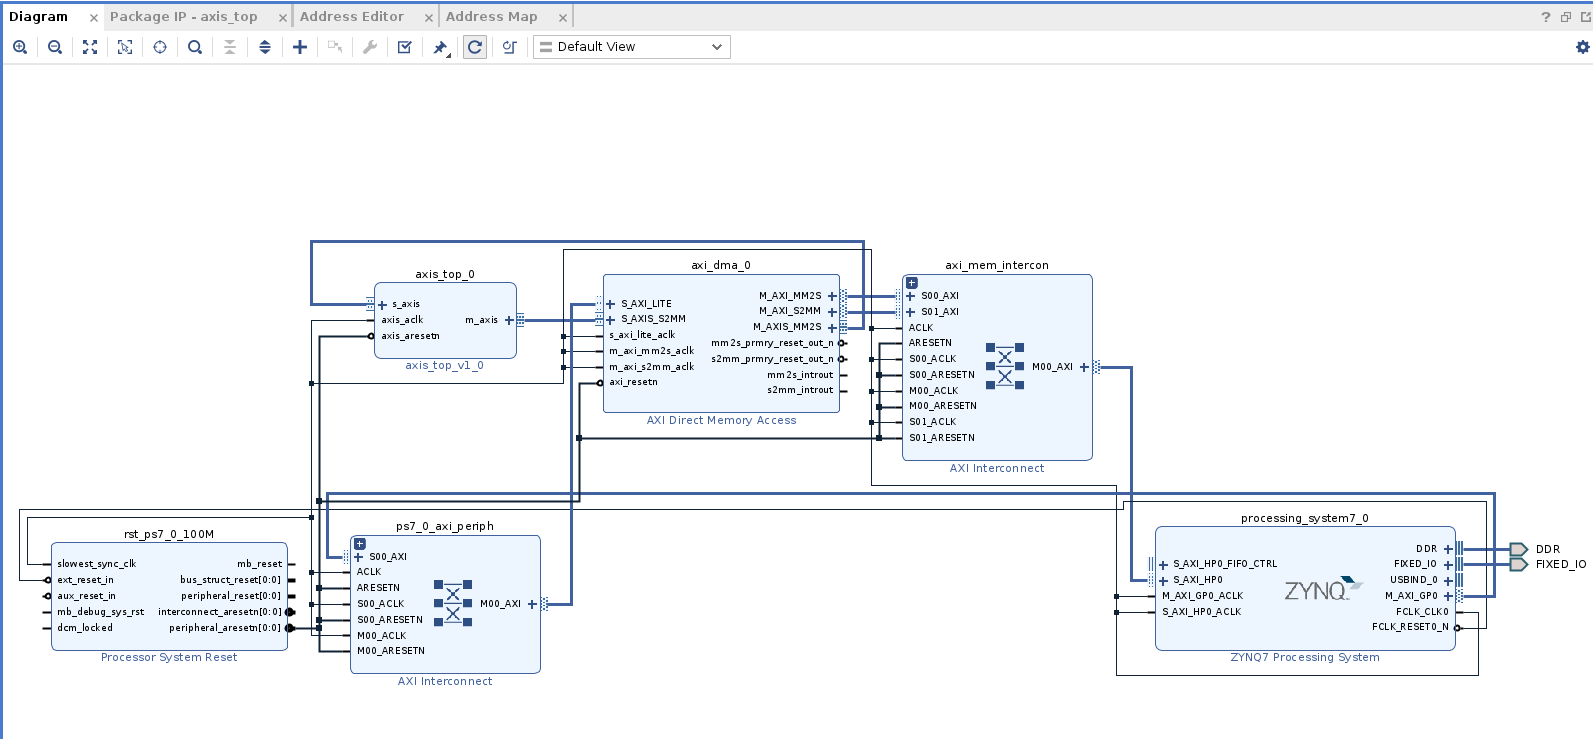 Diagram
Package IP - axis_top
Address Editor
Address Map
Default View
axis_top_0
s_axis
axis_aclk
axis_aresetn
m_axis
axis_top_v1_0
axi_dma_0
S_AXI_LITE
S_AXIS_S2MM
s_axi_lite_aclk
m_axi_mm2s_aclk
m_axi_s2mm_aclk
axi_resetn
M_AXI_MM2S
M_AXI_S2MM
M_AXIS_MM2S
mm2s_prmry_reset_out_n
s2mm_prmry_reset_out_n
mm2s_introut
s2mm_introut
AXI Direct Memory Access
axi_mem_intercon
S00_AXI
S01_AXI
ACLK
ARESETN
S00_ACLK
S00_ARESETN
M00_ACLK
M00_ARESETN
S01_ACLK
S01_ARESETN
M00_AXI
AXI Interconnect
rst_ps7_0_100M
slowest_sync_clk
ext_reset_in
aux_reset_in
mb_debug_sys_rst
dcm_locked
mb_reset
bus_struct_reset[0:0]
peripheral_reset[0:0]
interconnect_aresetn[0:0]
peripheral_aresetn[0:0]
Processor System Reset
ps7_0_axi_periph
S00_AXI
ACLK
ARESETN
S00_ACLK
S00_ARESETN
M00_ACLK
M00_ARESETN
M00_AXI
AXI Interconnect
processing_system7_0
S_AXI_HP0_FIFO_CTRL
S_AXI_HP0
M_AXI_GP0_ACLK
S_AXI_HP0_ACLK
ZYNQ
DDR
FIXED_IO
USBIND_0
M_AXI_GP0
FCLK_CLK0
FCLK_RESET0_N
ZYNQ7 Processing System
DDR
FIXED_IO